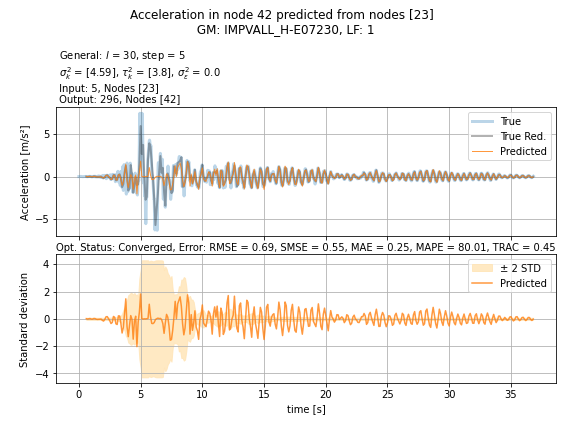 Acceleration in node 42 predicted from nodes [23]
GM: IMPVALL_H-E07230, LF: 1
General: l = 30, step = 5
σ²ₖ = [4.59], τ²ₖ = [3.8], σ²ε = 0.0
Input: 5, Nodes [23]
Output: 296, Nodes [42]
Acceleration [m/s²]
5
0
−5
True
True Red.
Predicted
Opt. Status: Converged, Error: RMSE = 0.69, SMSE = 0.55, MAE = 0.25, MAPE = 80.01, TRAC = 0.45
Standard deviation
4
2
0
−2
−4
± 2 STD
Predicted
0 5 10 15 20 25 30 35
time [s]